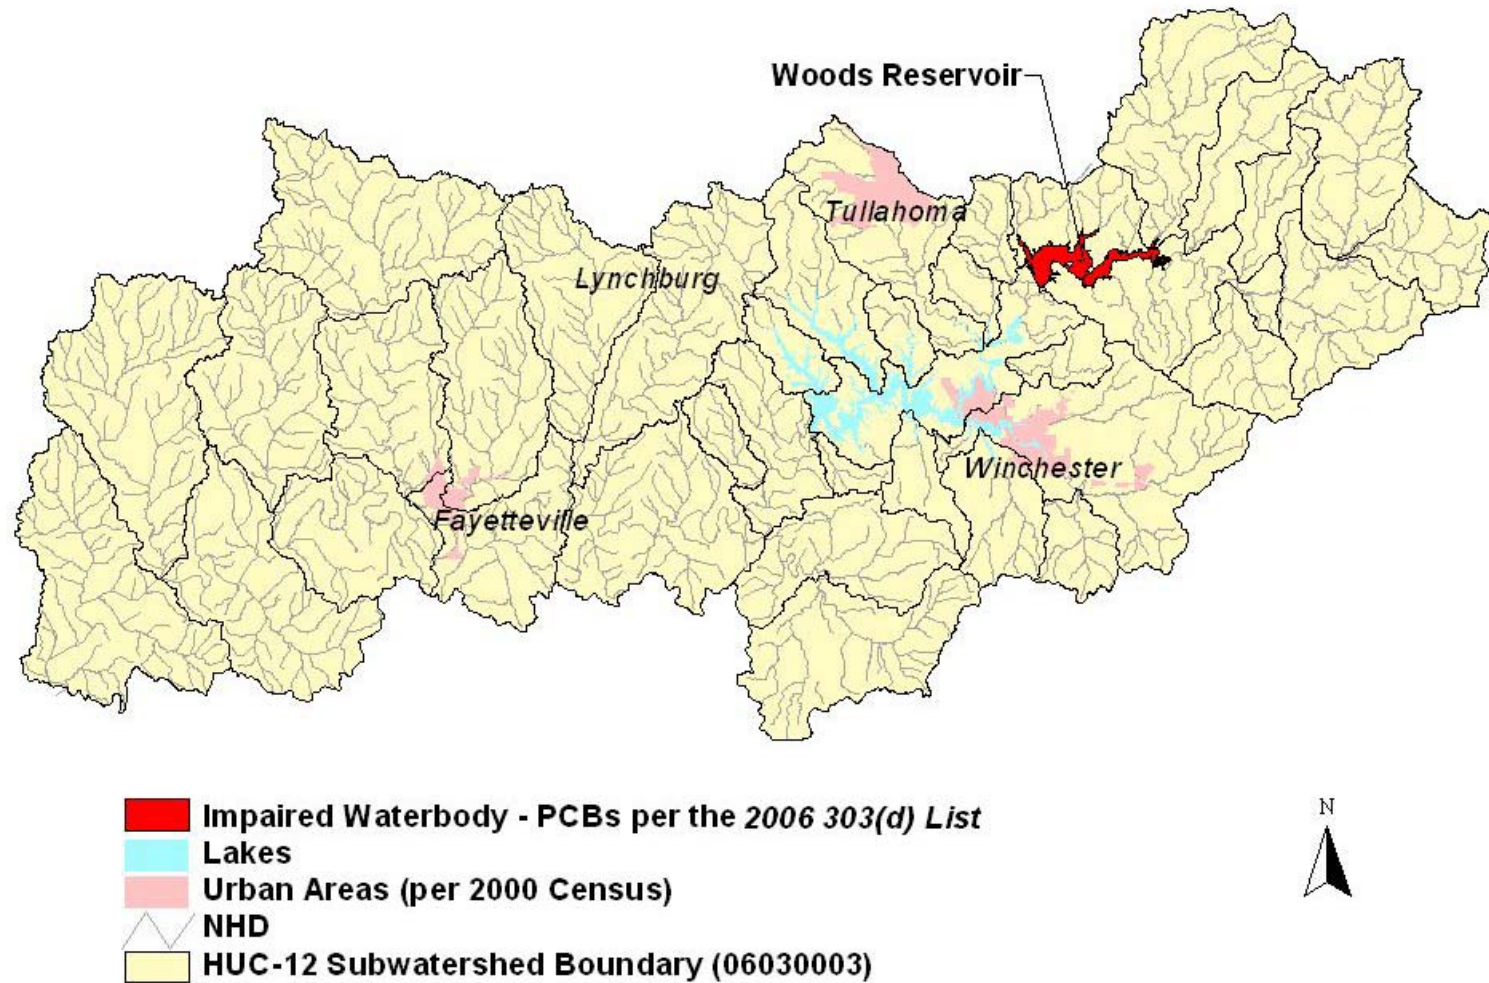 Woods Reservoir
Tullahoma
Lynchburg
Winchester
Fayetteville
Impaired Waterbody - PCBs per the 2006 303(d) List
Lakes
Urban Areas (per 2000 Census)
NHD
HUC-12 Subwatershed Boundary (06030003)
N